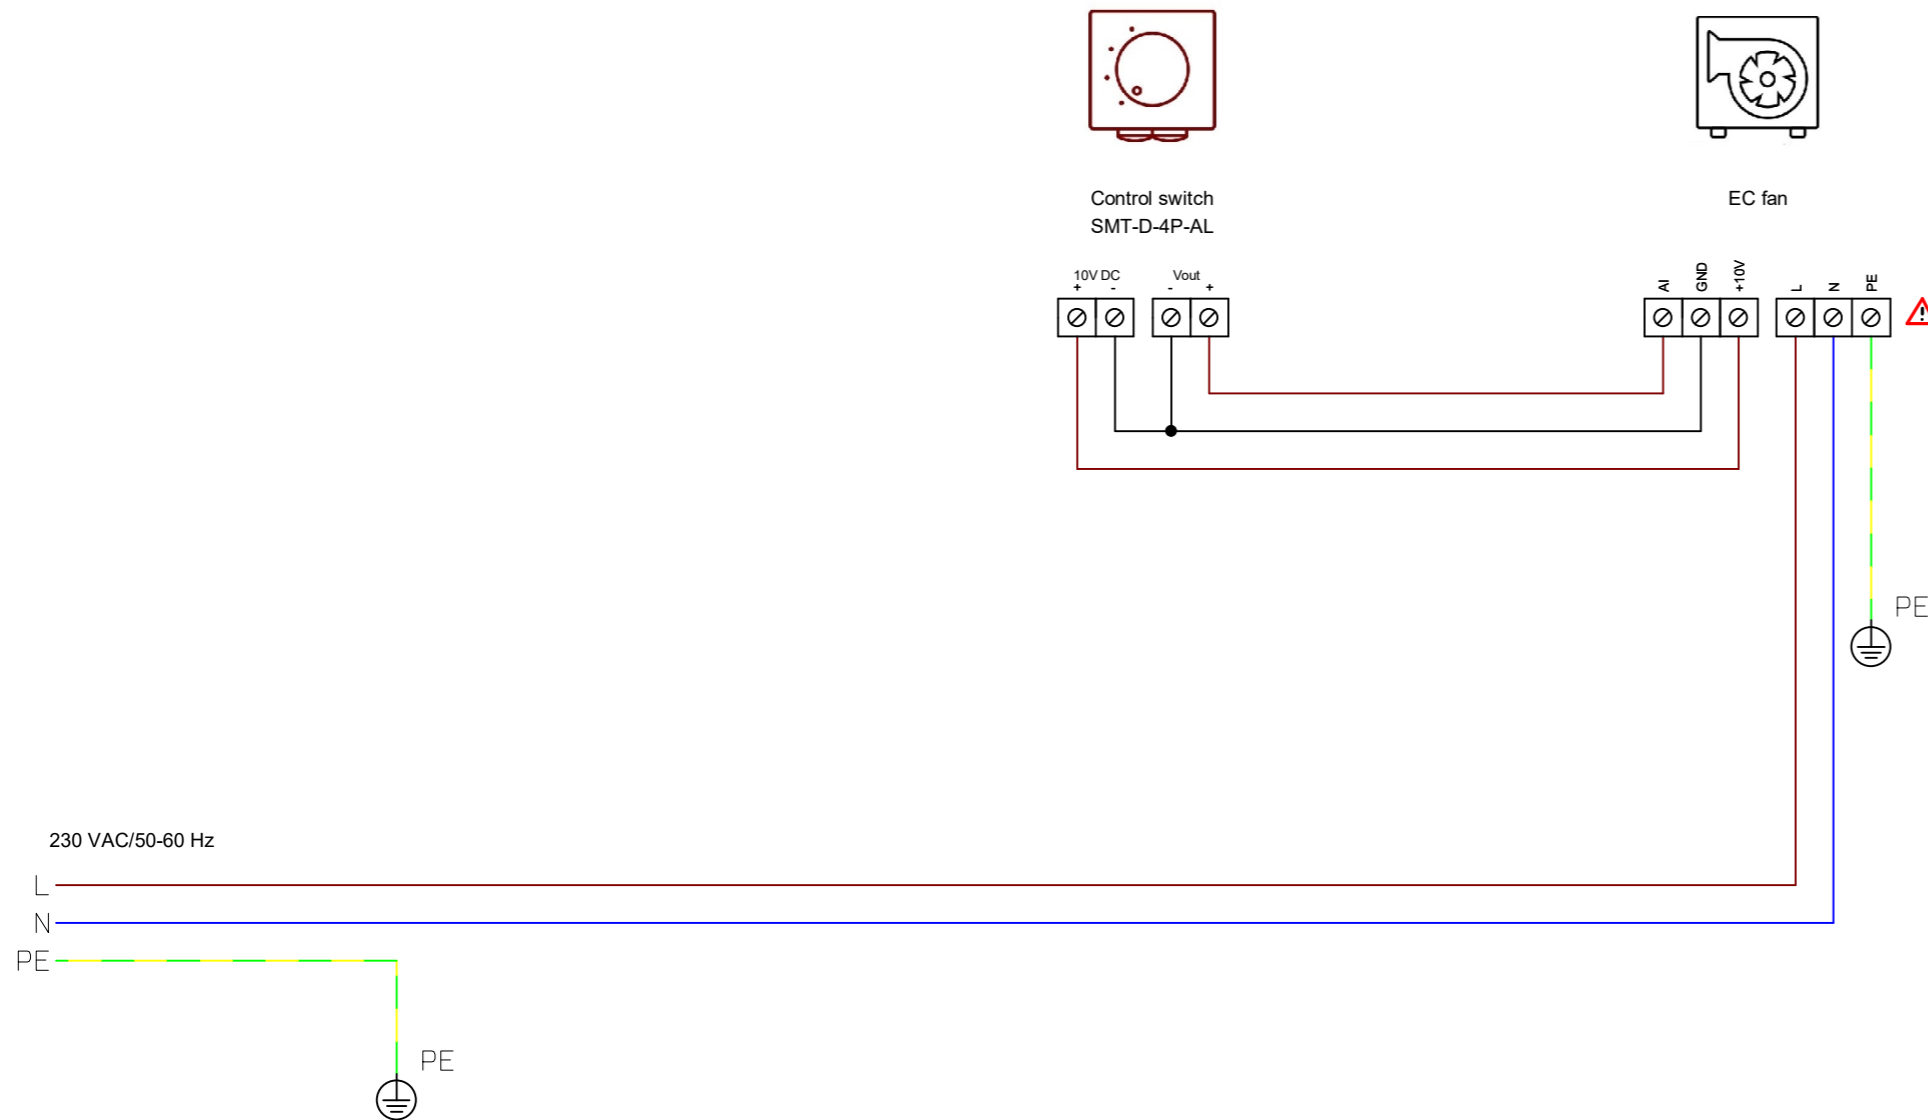 Control switch
SMT-D-4P-AL
EC fan
10V DC
+ -
Vout
- +
AI
GND
+10V
L
N
PE
PE
230 VAC/50-60 Hz
L
N
PE
PE